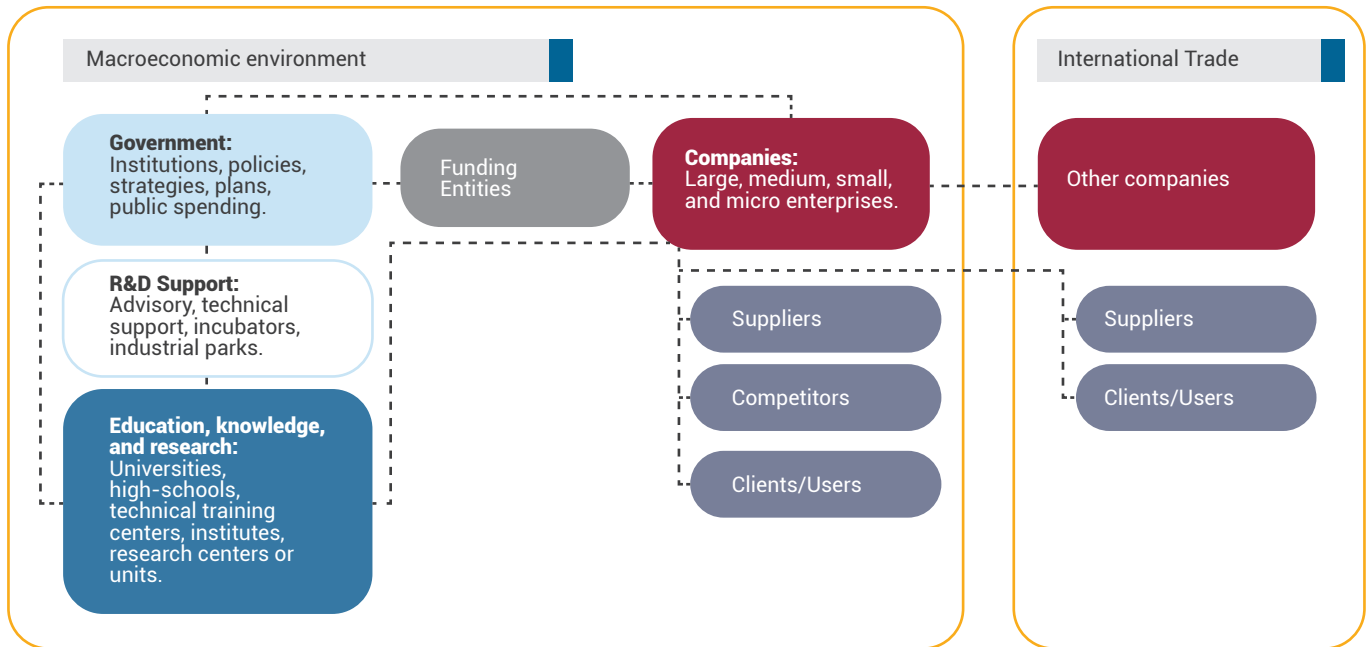 Macroeconomic environment
International Trade
Government:
Institutions, policies,
strategies, plans,
public spending.
Funding
Entities
Companies:
Large, medium, small,
and micro enterprises.
Other companies
R&D Support:
Advisory, technical
support, incubators,
industrial parks.
Suppliers
Suppliers
Competitors
Clients/Users
Education, knowledge,
and research:
Universities,
high-schools,
technical training
centers, institutes,
research centers or
units.
Clients/Users